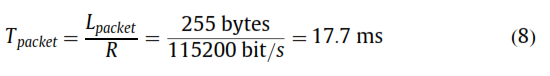 T_packet = L_packet / R = 255 bytes / 115200 bit/s = 17.7 ms (8)